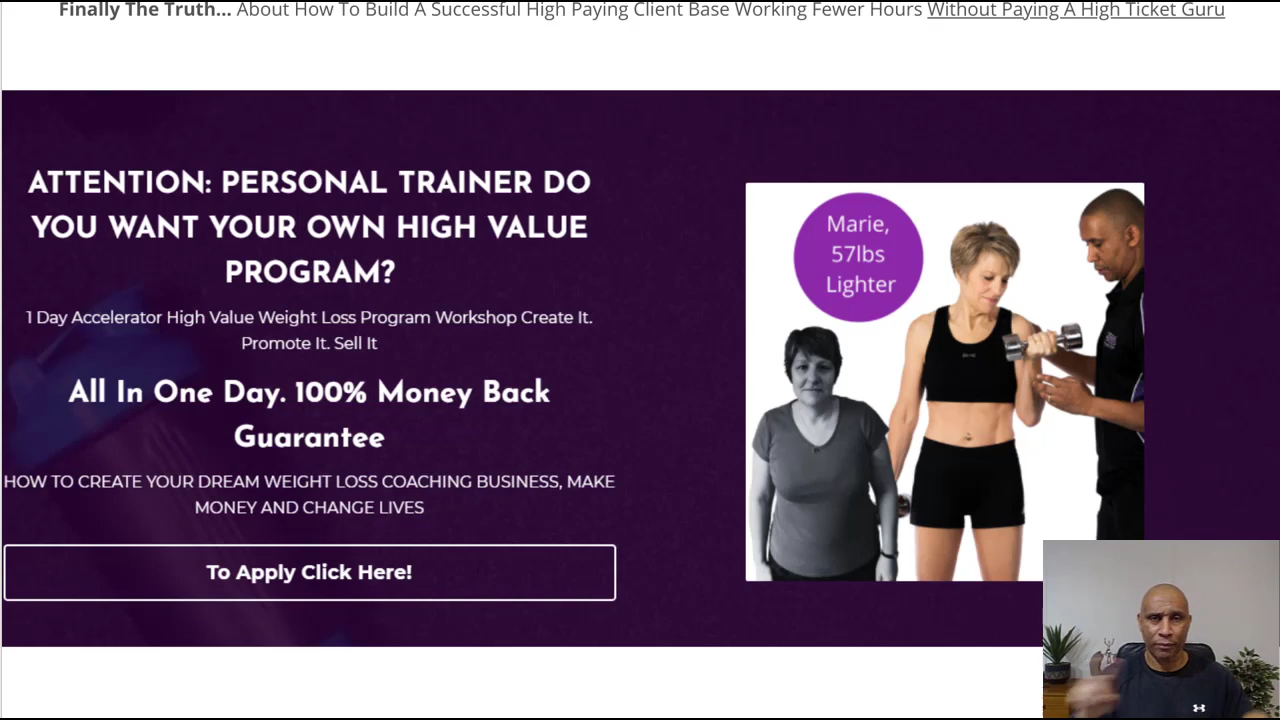 Finally The Truth... About How To Build A Successful High Paying Client Base Working Fewer Hours Without Paying A High Ticket Guru
ATTENTION: PERSONAL TRAINER DO
YOU WANT YOUR OWN HIGH VALUE
PROGRAM?
1 Day Accelerator High Value Weight Loss Program Workshop Create It.
Promote It. Sell It
All In One Day. 100% Money Back
Guarantee
HOW TO CREATE YOUR DREAM WEIGHT LOSS COACHING BUSINESS, MAKE
MONEY AND CHANGE LIVES
To Apply Click Here!
Marie,
57lbs
Lighter